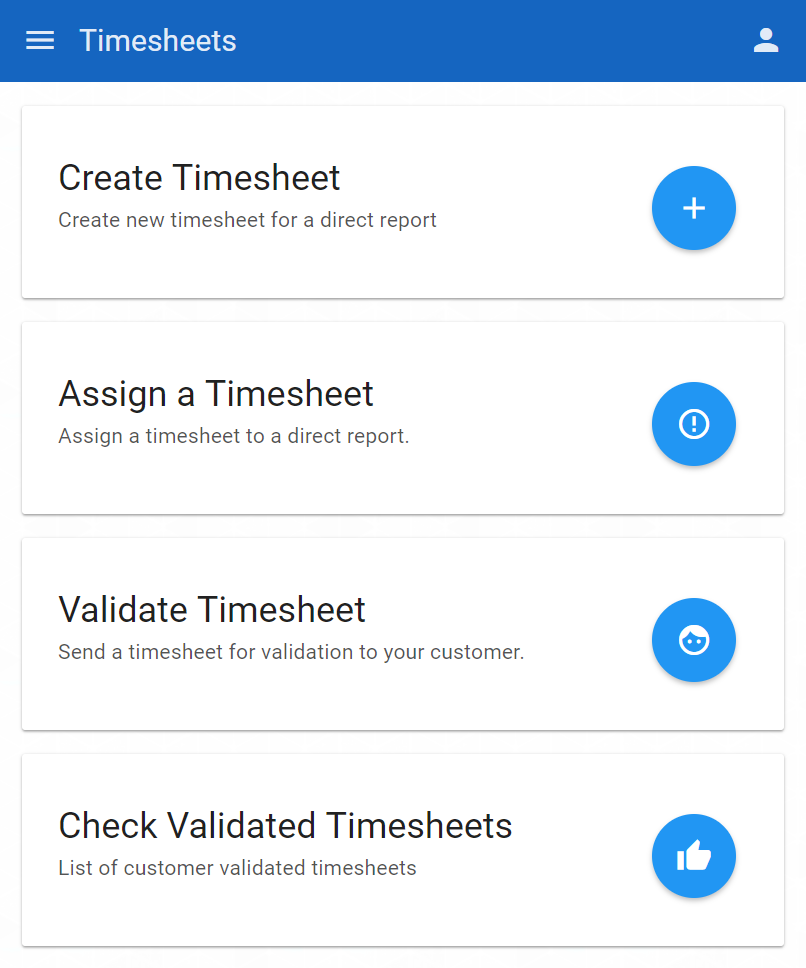 Timesheets
Create Timesheet
Create new timesheet for a direct report
Assign a Timesheet
Assign a timesheet to a direct report.
Validate Timesheet
Send a timesheet for validation to your customer.
Check Validated Timesheets
List of customer validated timesheets